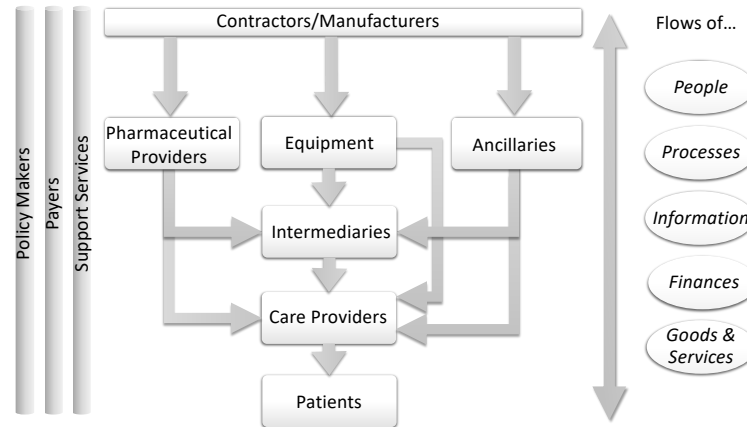 Contractors/Manufacturers
Flows of…
Policy Makers
Payers
Support Services
Pharmaceutical
Providers
Equipment
Ancillaries
Intermediaries
Care Providers
Patients
People
Processes
Information
Finances
Goods &
Services